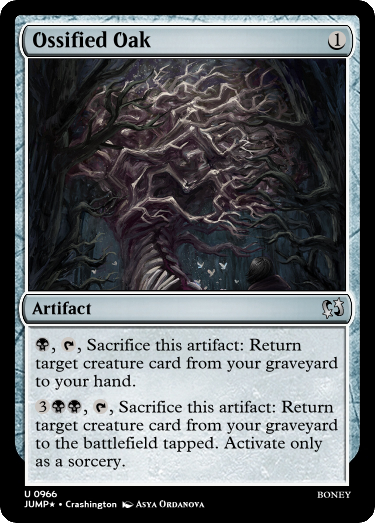 Ossified Oak 1
Artifact
B, T, Sacrifice this artifact: Return
target creature card from your graveyard
to your hand.
3BB, T, Sacrifice this artifact: Return
target creature card from your graveyard
to the battlefield tapped. Activate only
as a sorcery.
U 0966 BONEY
JUMP★ • Crashington Asya Ordanova